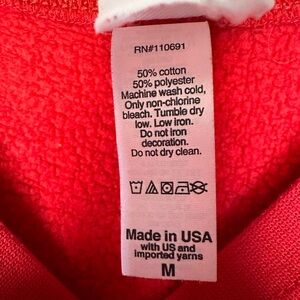 RN#110691
50% cotton
50% polyester
Machine wash cold,
Only non-chlorine
bleach. Tumble dry
low. Low iron.
Do not iron
decoration.
Do not dry clean.
Made in USA
with US and
imported yarns
M